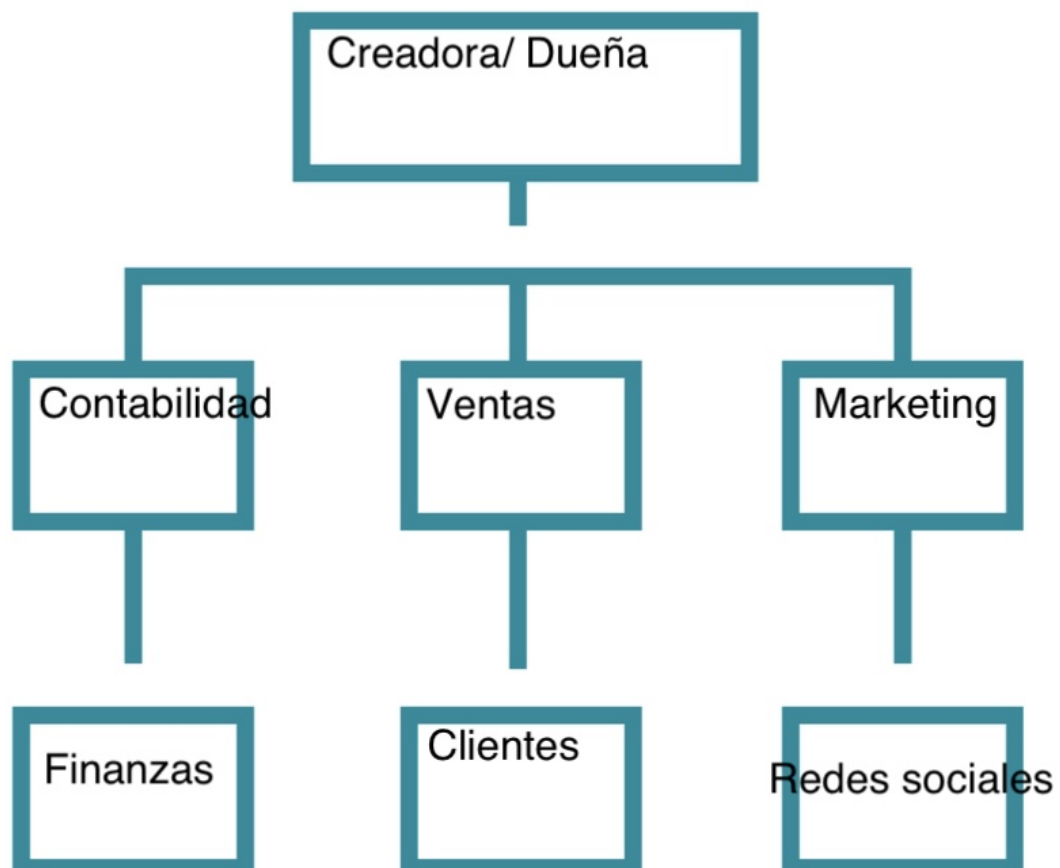 Creadora/ Dueña
Contabilidad
Ventas
Marketing
Finanzas
Clientes
Redes sociales